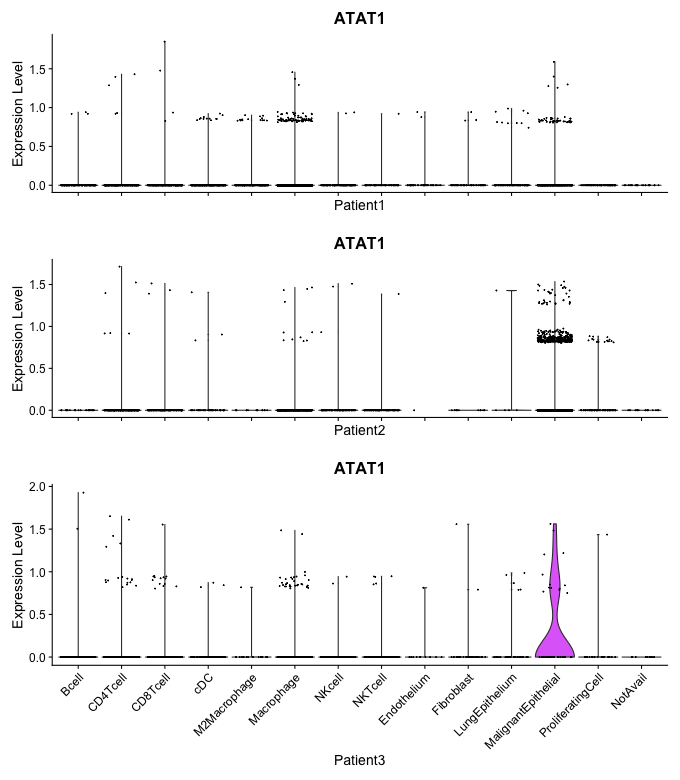 ATAT1
Expression Level
1.5
1.0
0.5
0.0
Patient1
ATAT1
Expression Level
1.5
1.0
0.5
0.0
Patient2
ATAT1
Expression Level
2.0
1.5
1.0
0.5
0.0
Bcell
CD4Tcell
CD8Tcell
cDC
M2Macrophage
Macrophage
NKcell
NKTcell
Endothelium
Fibroblast
LungEpithelium
MalignantEpithelial
ProliferatingCell
NotAvail
Patient3